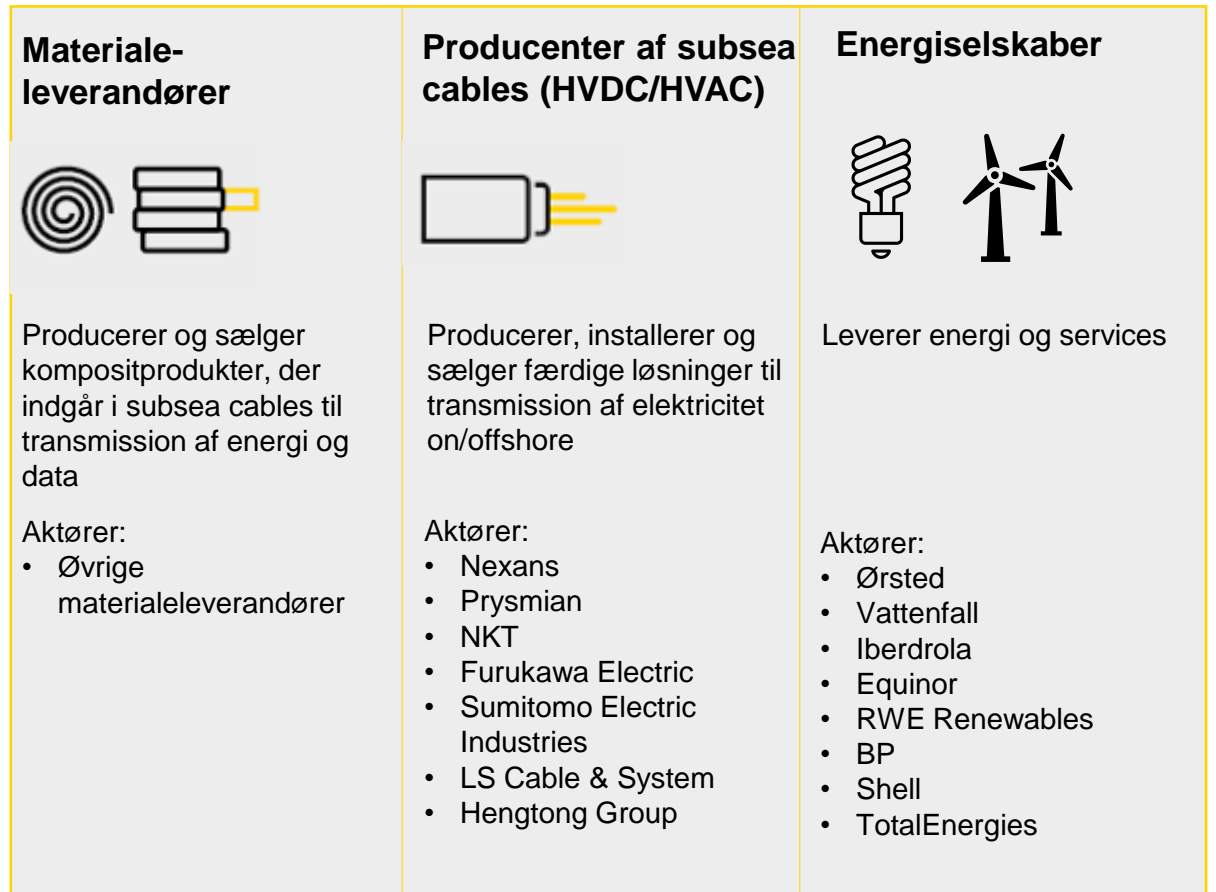 Materiale-
leverandører
Producerer og sælger
kompositprodukter, der
indgår i subsea cables til
transmission af energi og
data
Aktører:
• Øvrige
materialeleverandører
Producenter af subsea
cables (HVDC/HVAC)
Producerer, installerer og
sælger færdige løsninger til
transmission af elektricitet
on/offshore
Aktører:
• Nexans
• Prysmian
• NKT
• Furukawa Electric
• Sumitomo Electric
Industries
• LS Cable & System
• Hengtong Group
Energiselskaber
Leverer energi og services
Aktører:
• Ørsted
• Vattenfall
• Iberdrola
• Equinor
• RWE Renewables
• BP
• Shell
• TotalEnergies